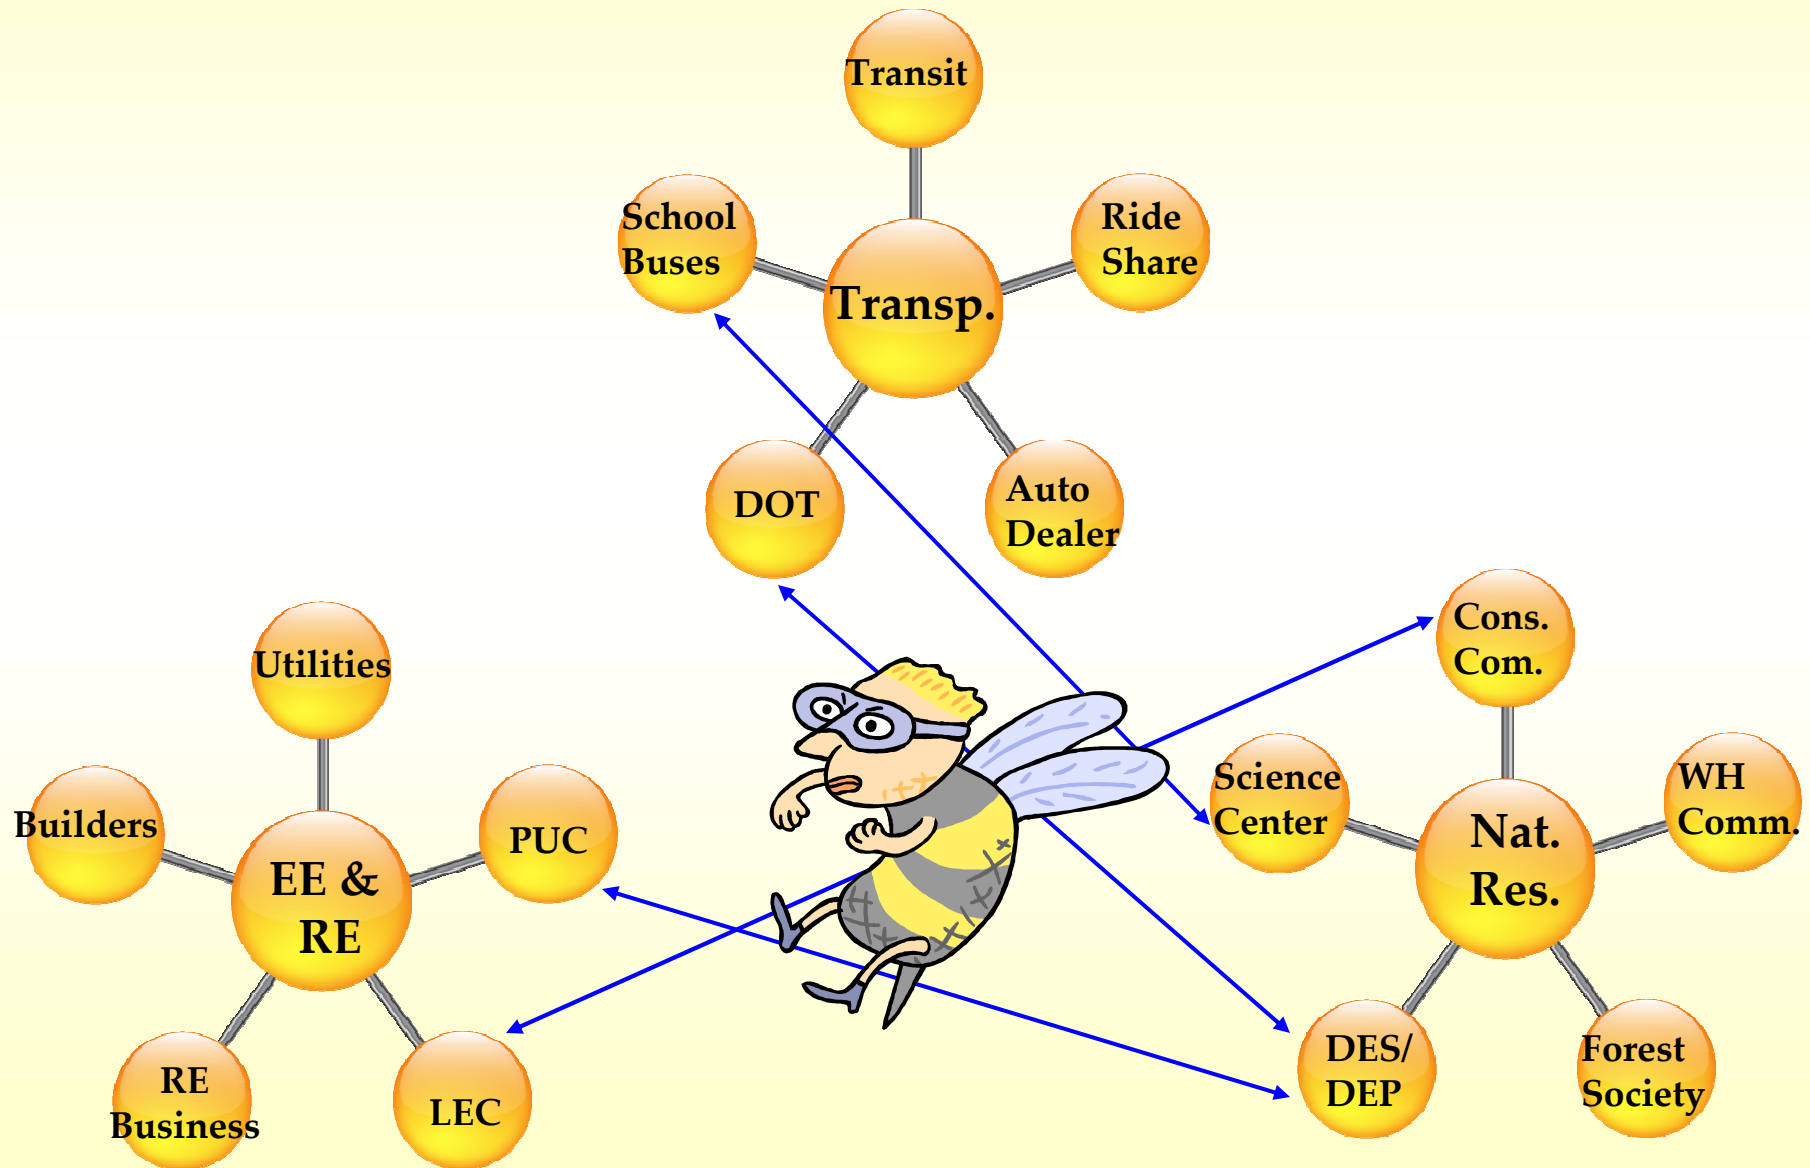 Transit
School
Buses
Ride
Share
Transp.
DOT
Auto
Dealer
Utilities
Builders
PUC
EE &
RE
RE
Business
LEC
Cons.
Com.
Science
Center
WH
Comm.
Nat.
Res.
DES/
DEP
Forest
Society